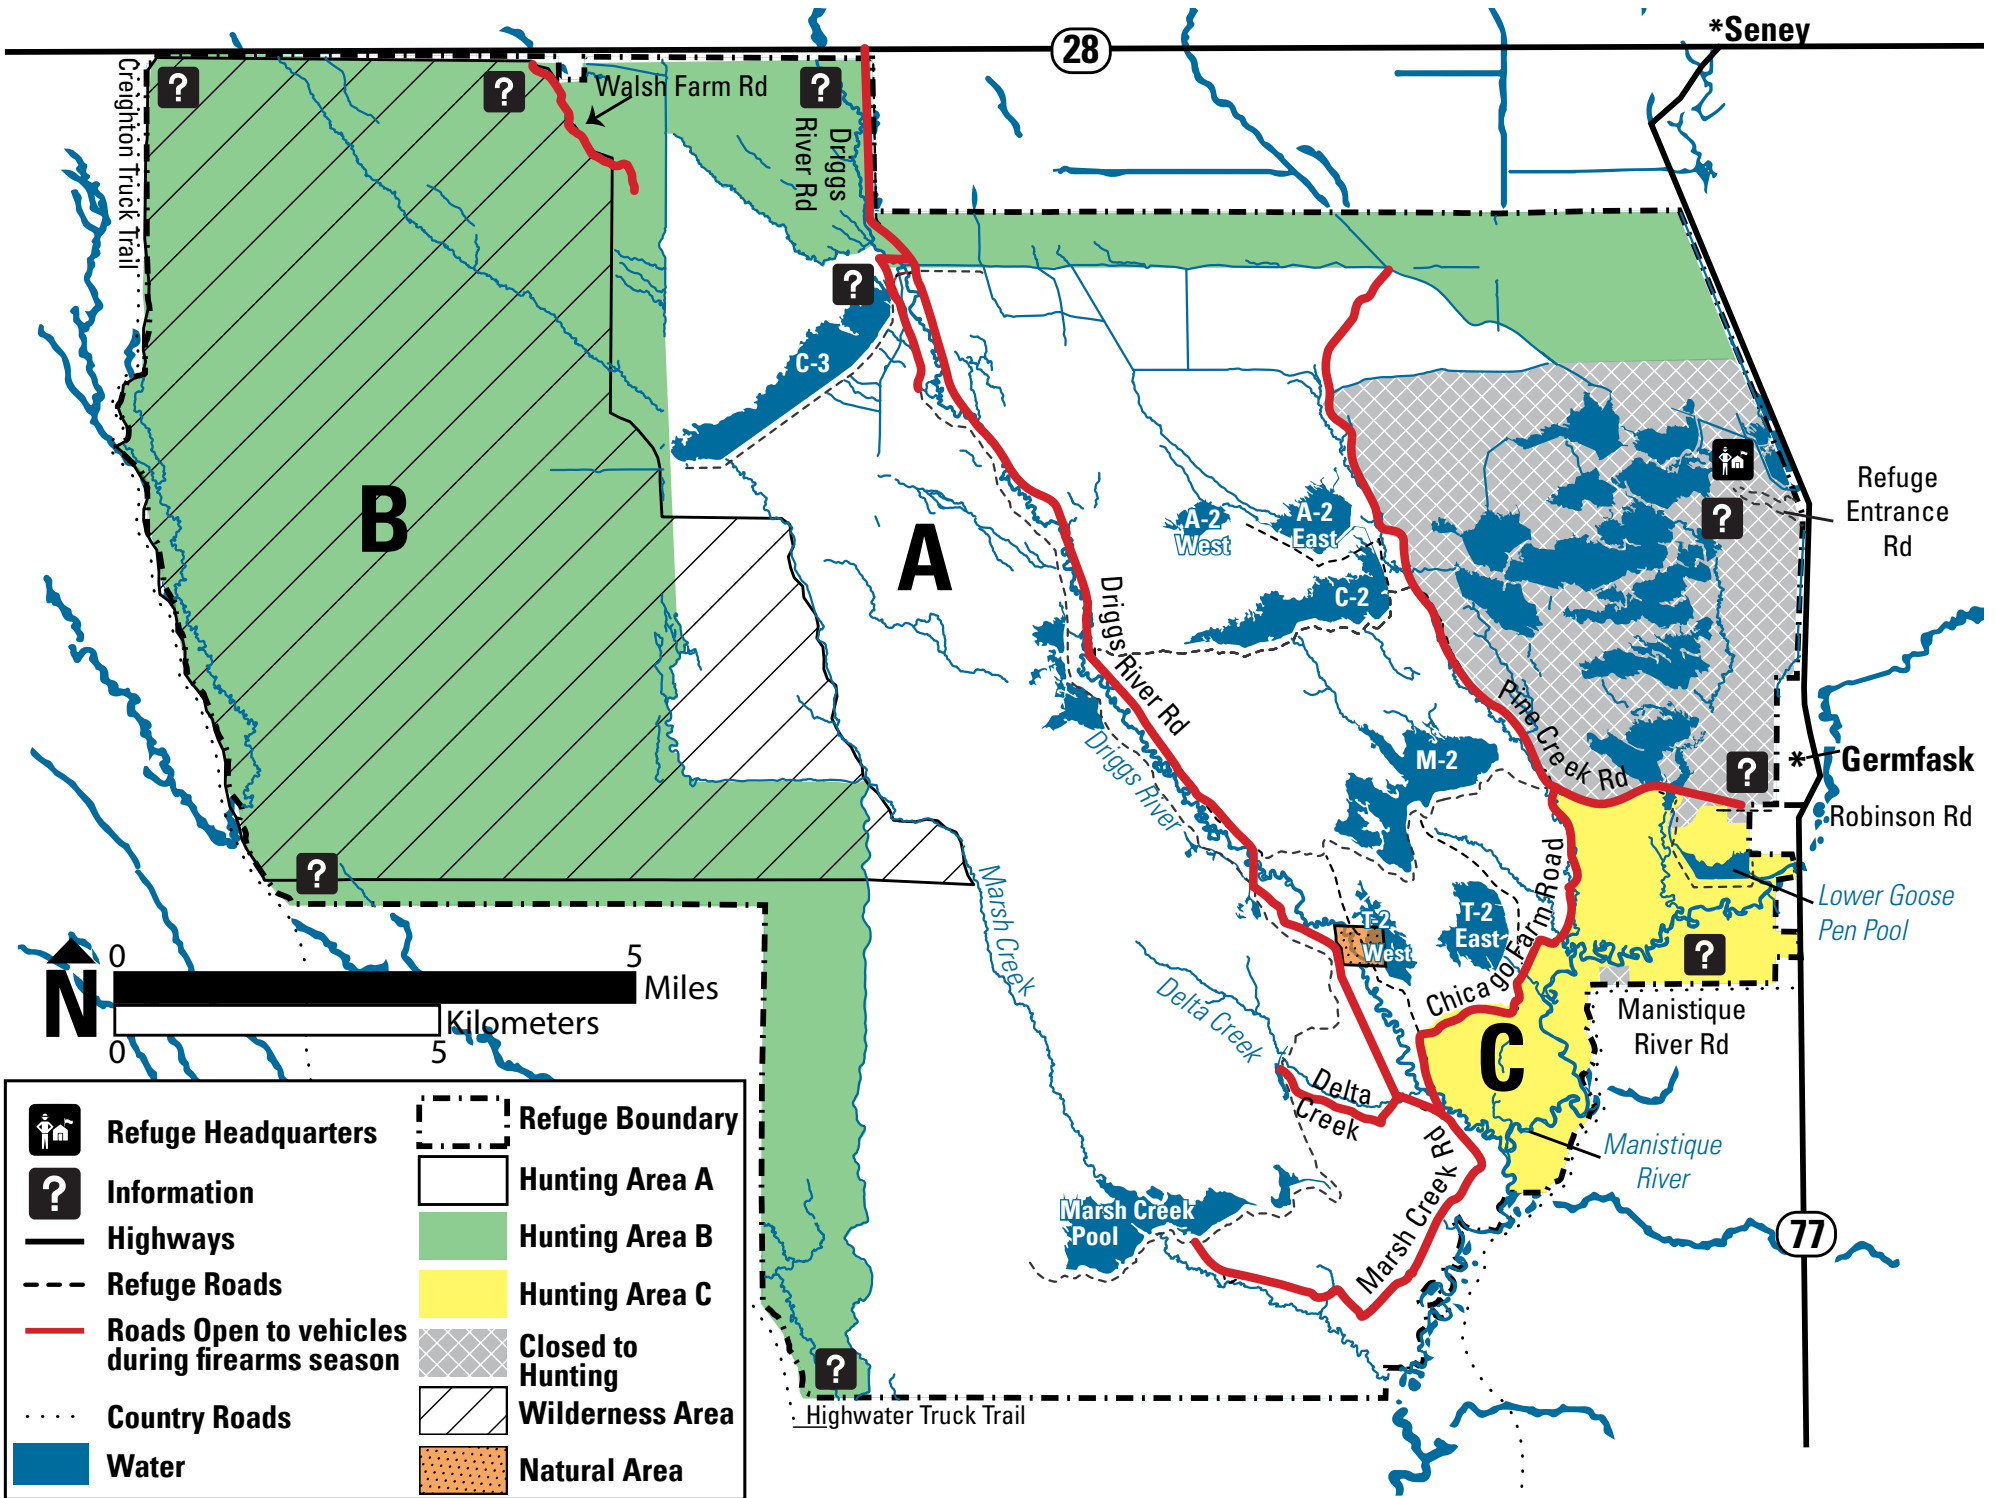 *Seney
28
?
?
?
Walsh Farm Rd
Creighton Truck Trail
Driggs
River Rd
?
C-3
B
A
A-2
West
A-2
East
C-2
?
Refuge
Entrance
Rd
Driggs River Rd
Driggs River
Pine Creek Rd
M-2
?
* Germfask
Robinson Rd
?
Marsh Creek
T-2
West
T-2
East
Chicago Farm Road
Lower Goose
Pen Pool
?
Delta Creek
C
Manistique
River Rd
Delta
Creek
Manistique
River
Marsh Creek Rd
Marsh Creek
Pool
77
?
Highwater Truck Trail
N
0 5
Miles
Kilometers
0 5
Refuge Headquarters
? Information
Highways
Refuge Roads
Roads Open to vehicles
during firearms season
Country Roads
Water
Refuge Boundary
Hunting Area A
Hunting Area B
Hunting Area C
Closed to
Hunting
Wilderness Area
Natural Area